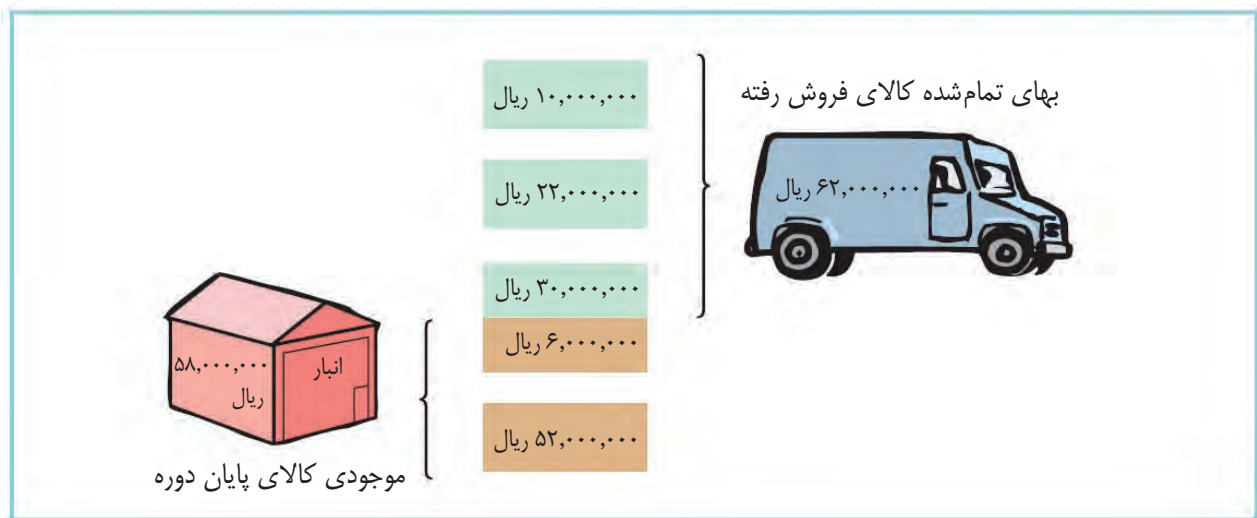 بهای تمام‌شده کالای فروش رفته
۶۲,۰۰۰,۰۰۰ ریال
۱۰,۰۰۰,۰۰۰ ریال
۲۲,۰۰۰,۰۰۰ ریال
۳۰,۰۰۰,۰۰۰ ریال
۶,۰۰۰,۰۰۰ ریال
۵۲,۰۰۰,۰۰۰ ریال
انبار
۵۸,۰۰۰,۰۰۰
ریال
موجودی کالای پایان دوره